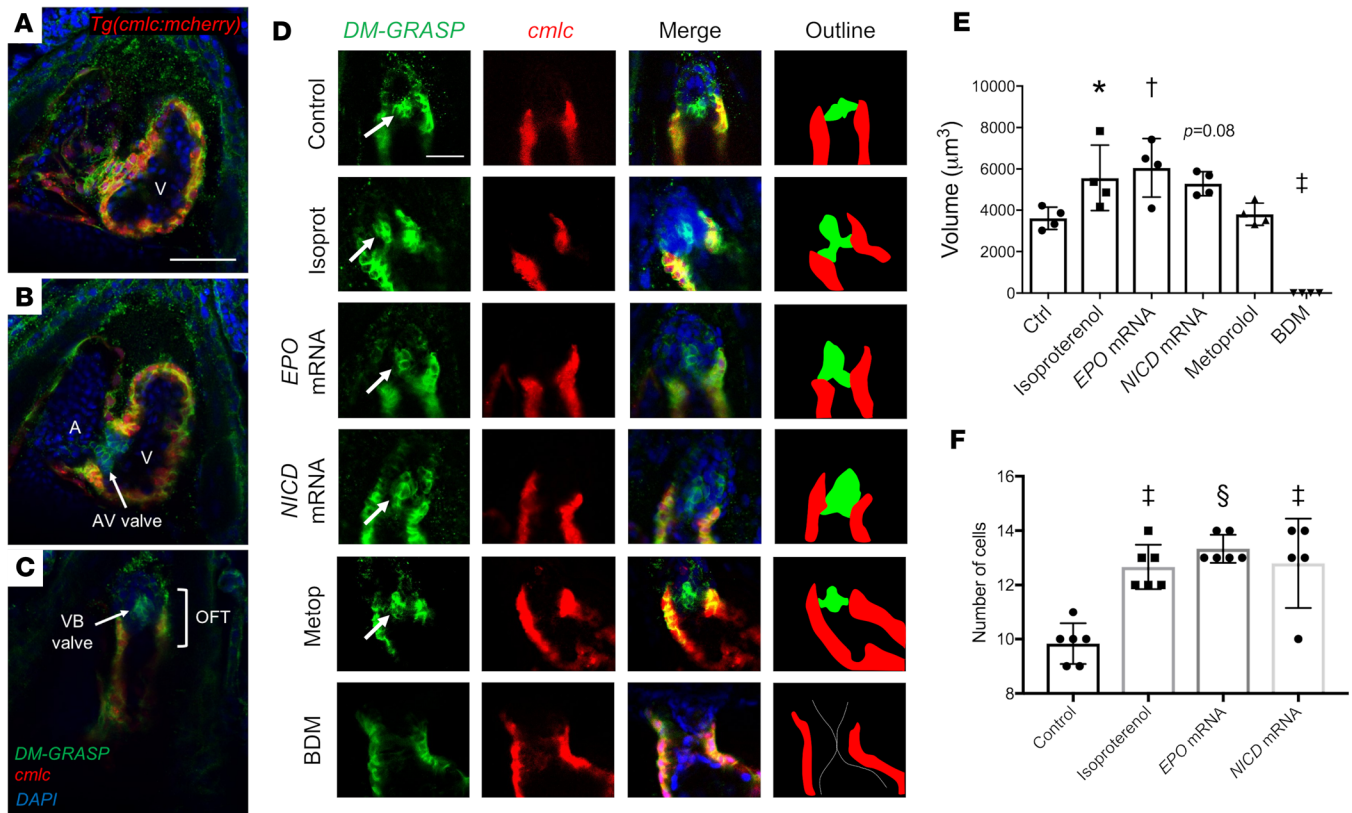 A
Tg(cmlc:mcherry)
V
B
A
V
AV valve
C
VB
valve
OFT
DM-GRASP
cmlc
DAPI
D
DM-GRASP cmlc Merge Outline
Control
Isoprot
EPO
mRNA
NICD
mRNA
Metop
BDM
E
Volume (μm³)
10000
8000
6000
4000
2000
0
* † p=0.08 ‡
Ctrl
Isoproterenol
EPO mRNA
NICD mRNA
Metoprolol
BDM
F
Number of cells
16
14
12
10
8
‡ § ‡
Control
Isoproterenol
EPO mRNA
NICD mRNA